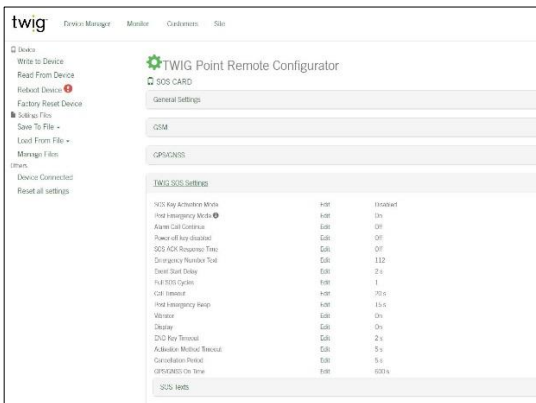 twig
Device Manager Monitor Customers Site
Device
Write to Device
Read From Device
Reboot Device
Factory Reset Device
Settings Files
Save To File
Load From File
Manage Files
Others
Device Connected
Reset all settings
TWIG Point Remote Configurator
SOS CARD
General Settings
GSM
GPS/GNSS
TWIG SOS Settings
SOS Key Activation Mode Edit Disabled
Post Emergency Mode Edit On
Alarm Call Continue Edit Off
Power-off key disabled Edit Off
SOS ACK Response Time Edit Off
Emergency Number Text Edit 112
Event Start Delay Edit 2 s
Full SOS Cycles Edit 1
Call Timeout Edit 70 s
Post Emergency Beep Edit 15 s
Vibrator Edit On
Display Edit On
END Key Timeout Edit 2 s
Activation Method Timeout Edit 5 s
Cancellation Period Edit 5 s
GPS/GNSS On Time Edit 600 s
SOS Texts